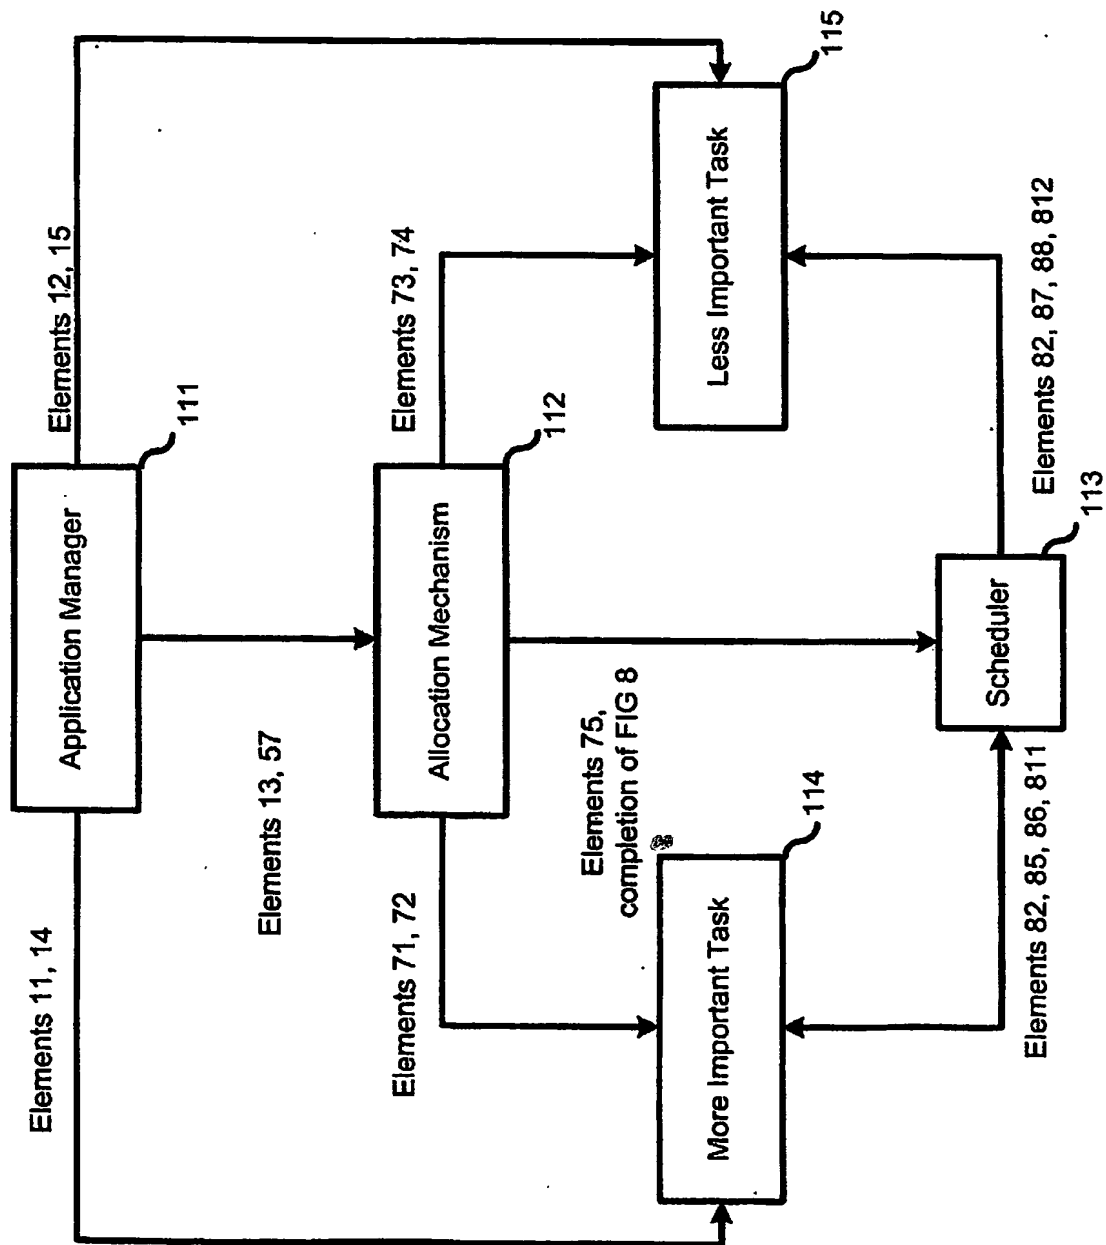 Elements 12, 15
Application Manager
111
Elements 11, 14
Elements 13, 57
Elements 73, 74
Allocation Mechanism
112
Elements 71, 72
Elements 75,
completion of FIG 8
Less Important Task
115
More Important Task
114
Elements 82, 87, 88, 812
Scheduler
113
Elements 82, 85, 86, 811